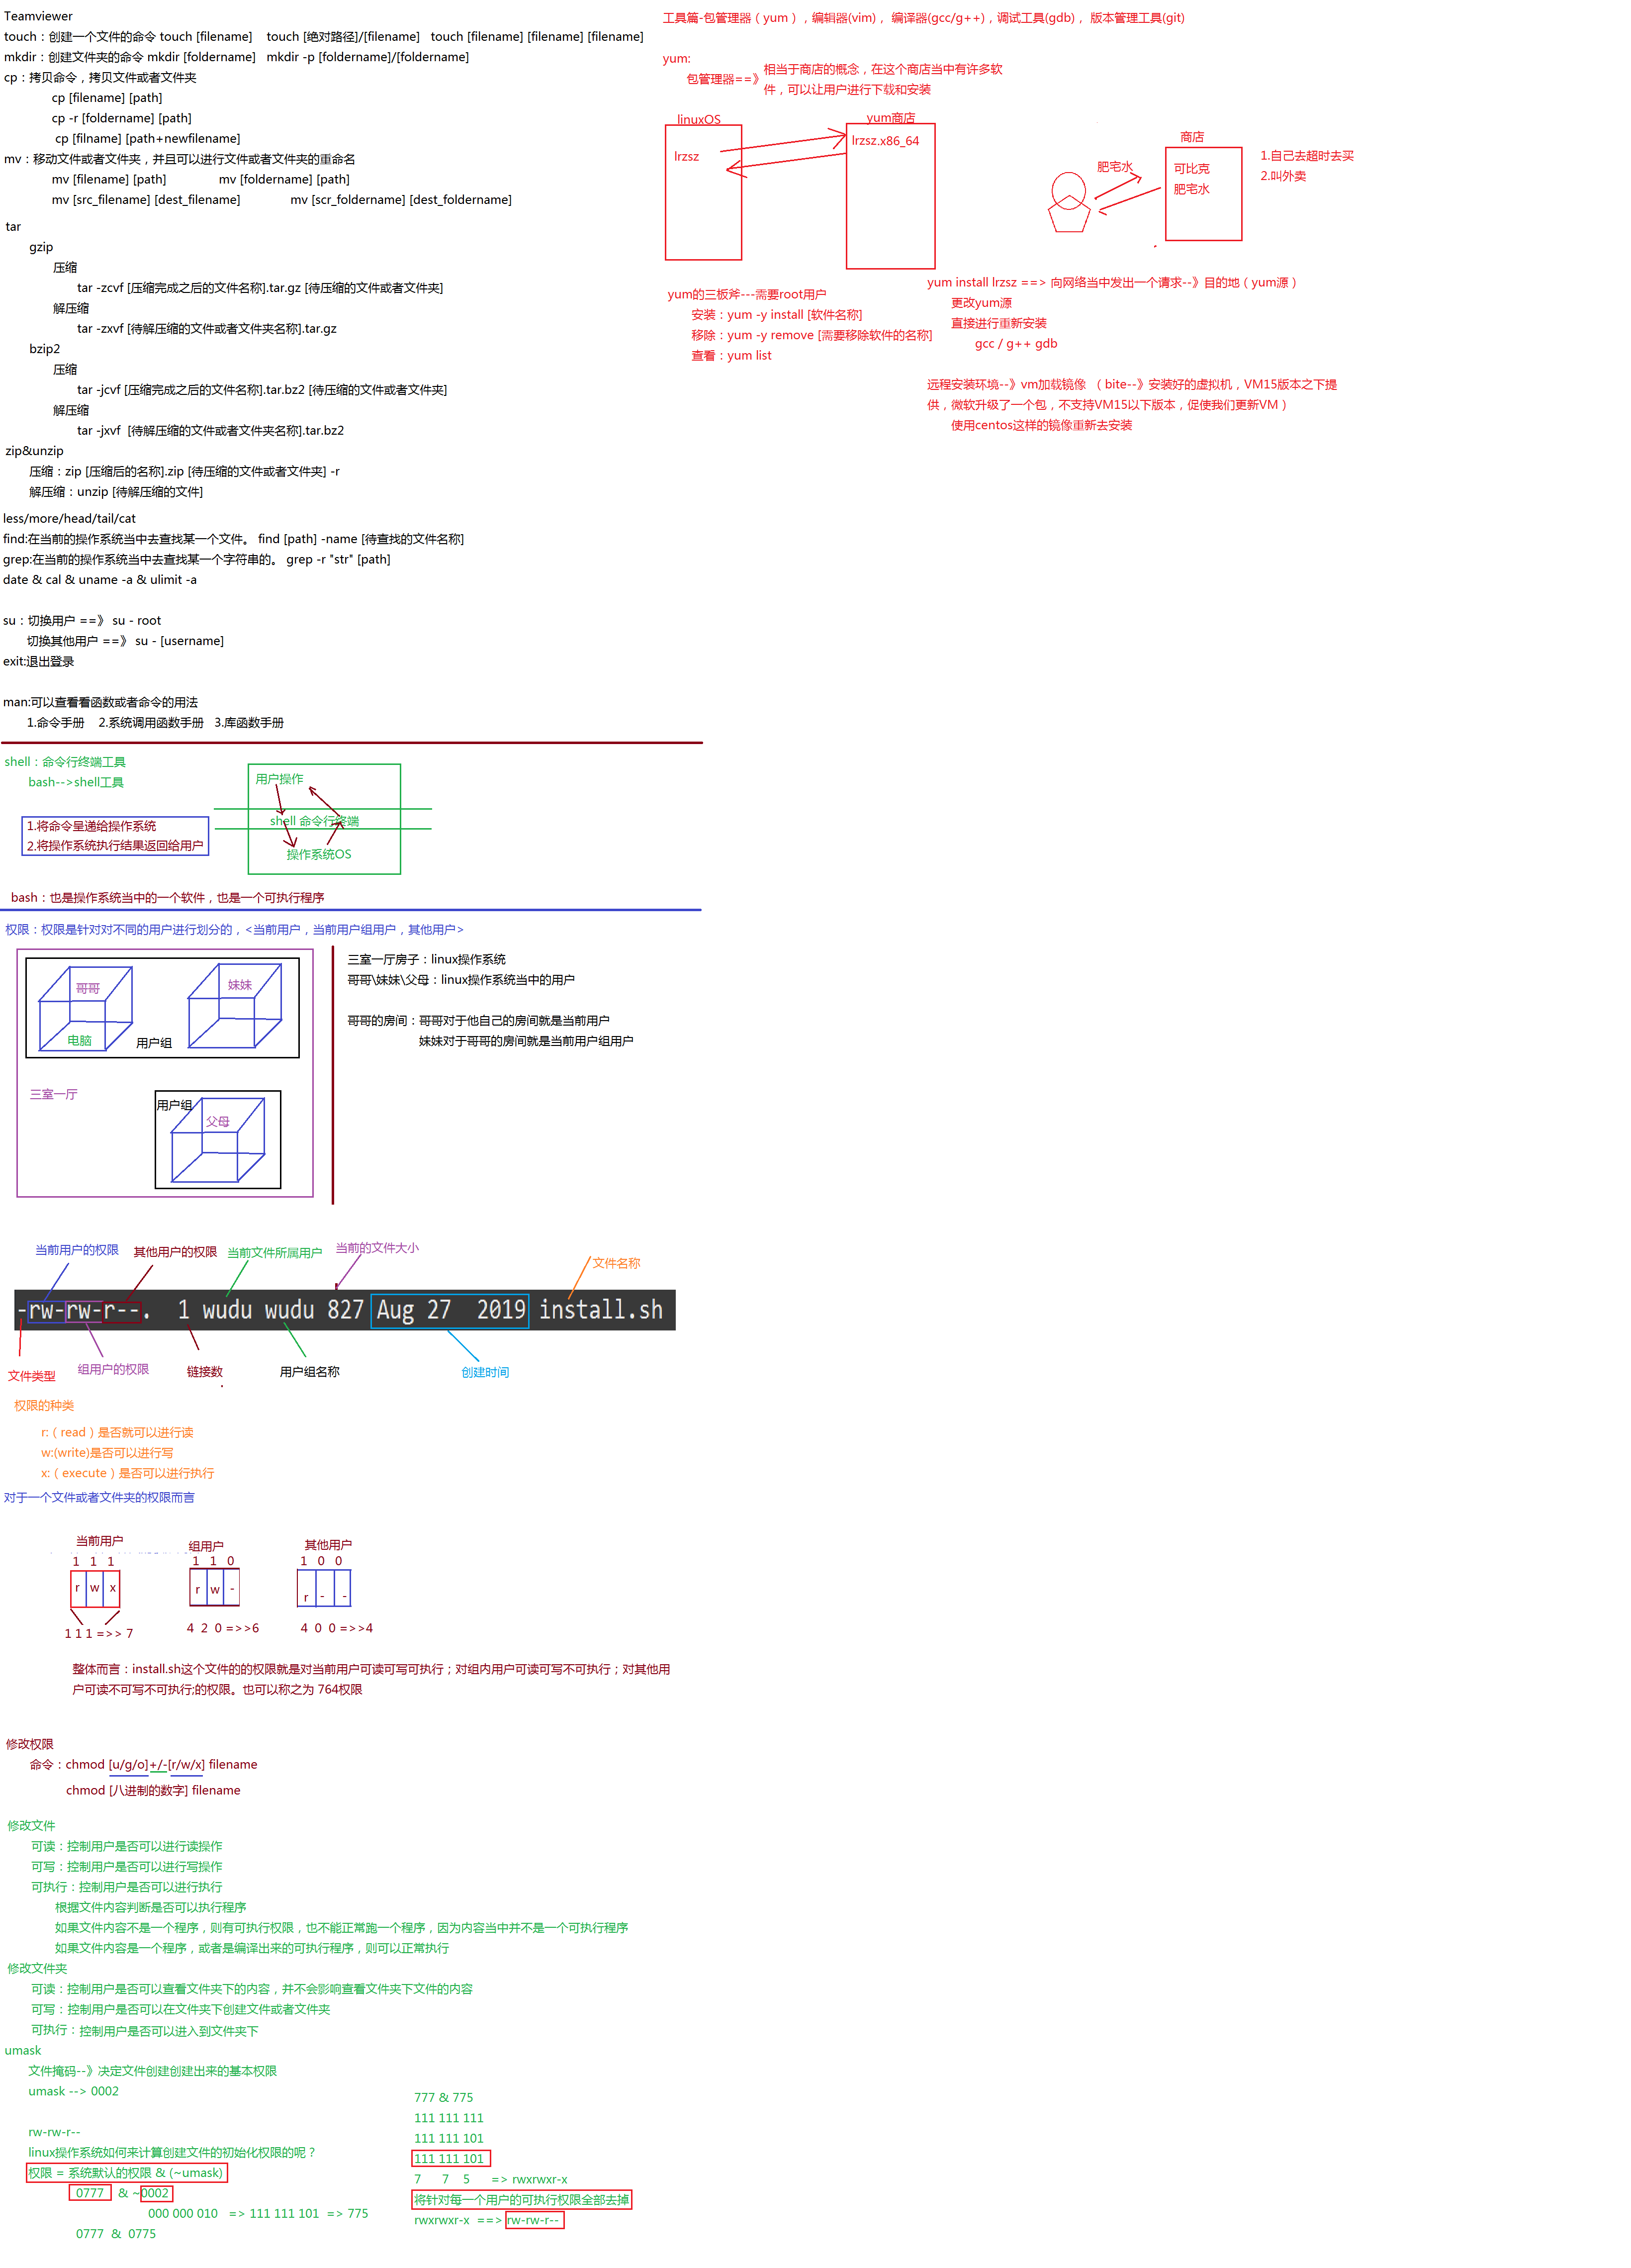 Teamviewer
touch：创建一个文件的命令 touch [filename]    touch [绝对路径]/[filename]   touch [filename] [filename] [filename]
mkdir：创建文件夹的命令 mkdir [foldername]   mkdir -p [foldername]/[foldername]
cp：拷贝命令，拷贝文件或者文件夹
cp [filename] [path]
cp -r [foldername] [path]
cp [filname] [path+newfilename]
mv：移动文件或者文件夹，并且可以进行文件或者文件夹的重命名
mv [filename] [path]               mv [foldername] [path]
mv [src_filename] [dest_filename]              mv [scr_foldername] [dest_foldername]
tar
gzip
压缩
tar -zcvf [压缩完成之后的文件名称].tar.gz [待压缩的文件或者文件夹]
解压缩
tar -zxvf [待解压缩的文件或者文件夹名称].tar.gz
bzip2
压缩
tar -jcvf [压缩完成之后的文件名称].tar.bz2 [待压缩的文件或者文件夹]
解压缩
tar -jxvf  [待解压缩的文件或者文件夹名称].tar.bz2
zip&unzip
压缩：zip [压缩后的名称].zip [待压缩的文件或者文件夹] -r
解压缩：unzip [待解压缩的文件]
less/more/head/tail/cat
find:在当前的操作系统当中去查找某一个文件。 find [path] -name [待查找的文件名称]
grep:在当前的操作系统当中去查找某一个字符串的。 grep -r "str" [path]
date & cal & uname -a & ulimit -a
su：切换用户 ==》 su - root
切换其他用户 ==》 su - [username]
exit:退出登录
man:可以查看看函数或者命令的用法
1.命令手册    2.系统调用函数手册   3.库函数手册
shell：命令行终端工具
bash-->shell工具
1.将命令量递给操作系统
2.将操作系统执行结果返回给用户
用户操作
shell 命令行终端
操作系统OS
bash：也是操作系统当中的一个软件，也是一个可执行程序
权限：权限是针对对不同的用户进行划分的，<当前用户，当前用户组用户，其他用户>
哥哥
妹妹
电脑
用户组
三室一厅
用户组
父母
三室一厅房子：linux操作系统
哥哥\妹妹\父母：linux操作系统当中的用户
哥哥的房间：哥哥对于他自己的房间就是当前用户
妹妹对于哥哥的房间就是当前用户组用户
当前用户的权限
其他用户的权限
当前文件所属用户
当前的文件大小
文件名称
-rw-rw-r--.  1 wudu wudu 827 Aug 27  2019 install.sh
文件类型
组用户的权限
链接数
用户组名称
创建时间
权限的种类
r:（read）是否就可以进行读
w:(write)是否可以进行写
x:（execute）是否可以进行执行
对于一个文件或者文件夹的权限而言
当前用户
组用户
其他用户
1 1 1
1 1 0
1 0 0
r w x
r w -
r - -
1 1 1 =>> 7
4 2 0 =>>6
4 0 0 =>>4
整体而言：install.sh这个文件的的权限就是对当前用户可读可写可执行；对组内用户可读可写不可执行；对其他用
户可读不可写不可执行;的权限。也可以称之为 764权限
修改权限
命令：chmod [u/g/o]+/-[r/w/x] filename
chmod [八进制的数字] filename
修改文件
可读：控制用户是否可以进行读操作
可写：控制用户是否可以进行写操作
可执行：控制用户是否可以进行执行
根据文件内容判断是否可以执行程序
如果文件内容不是一个程序，则有可执行权限，也不能正常跑一个程序，因为内容当中并不是一个可执行程序
如果文件内容是一个程序，或者是编译出来的可执行程序，则可以正常执行
修改文件夹
可读：控制用户是否可以查看文件夹下的内容，并不会影响查看文件夹下文件的内容
可写：控制用户是否可以在文件夹下创建文件或者文件夹
可执行：控制用户是否可以进入到文件夹下
umask
文件掩码--》决定文件创建创建出来的基本权限
umask --> 0002
rw-rw-r--
linux操作系统如何来计算创建文件的初始化权限的呢？
权限 = 系统默认的权限 & (~umask)
0777   & ~0002
000 000 010   => 111 111 101  => 775
0777  &  0775
777 & 775
111 111 111
111 111 101
111 111 101
7      7    5      => rwxrwxr-x
将针对每一个用户的可执行权限全部去掉
rwxrwxr-x  ==> rw-rw-r--
工具篇-包管理器（yum），编辑器(vim)， 编译器(gcc/g++)，调试工具(gdb)， 版本管理工具(git)
yum:
包管理器==》
相当于商店的概念，在这个商店当中有许多软
件，可以让用户进行下载和安装
linuxOS
yum商店
lrzsz
lrzsz.x86_64
商店
肥宅水
可比克
肥宅水
1.自己去超时去买
2.叫外卖
yum的三板斧---需要root用户
安装：yum -y install [软件名称]
移除：yum -y remove [需要移除软件的名称]
查看：yum list
yum install lrzsz ==> 向网络当中发出一个请求--》目的地（yum源）
更改yum源
直接进行重新安装
gcc / g++ gdb
远程安装环境--》vm加载镜像 （ bite--》安装好的虚拟机，VM15版本之下提
供，微软升级了一个包，不支持VM15以下版本，促使我们更新VM）
使用centos这样的镜像重新去安装